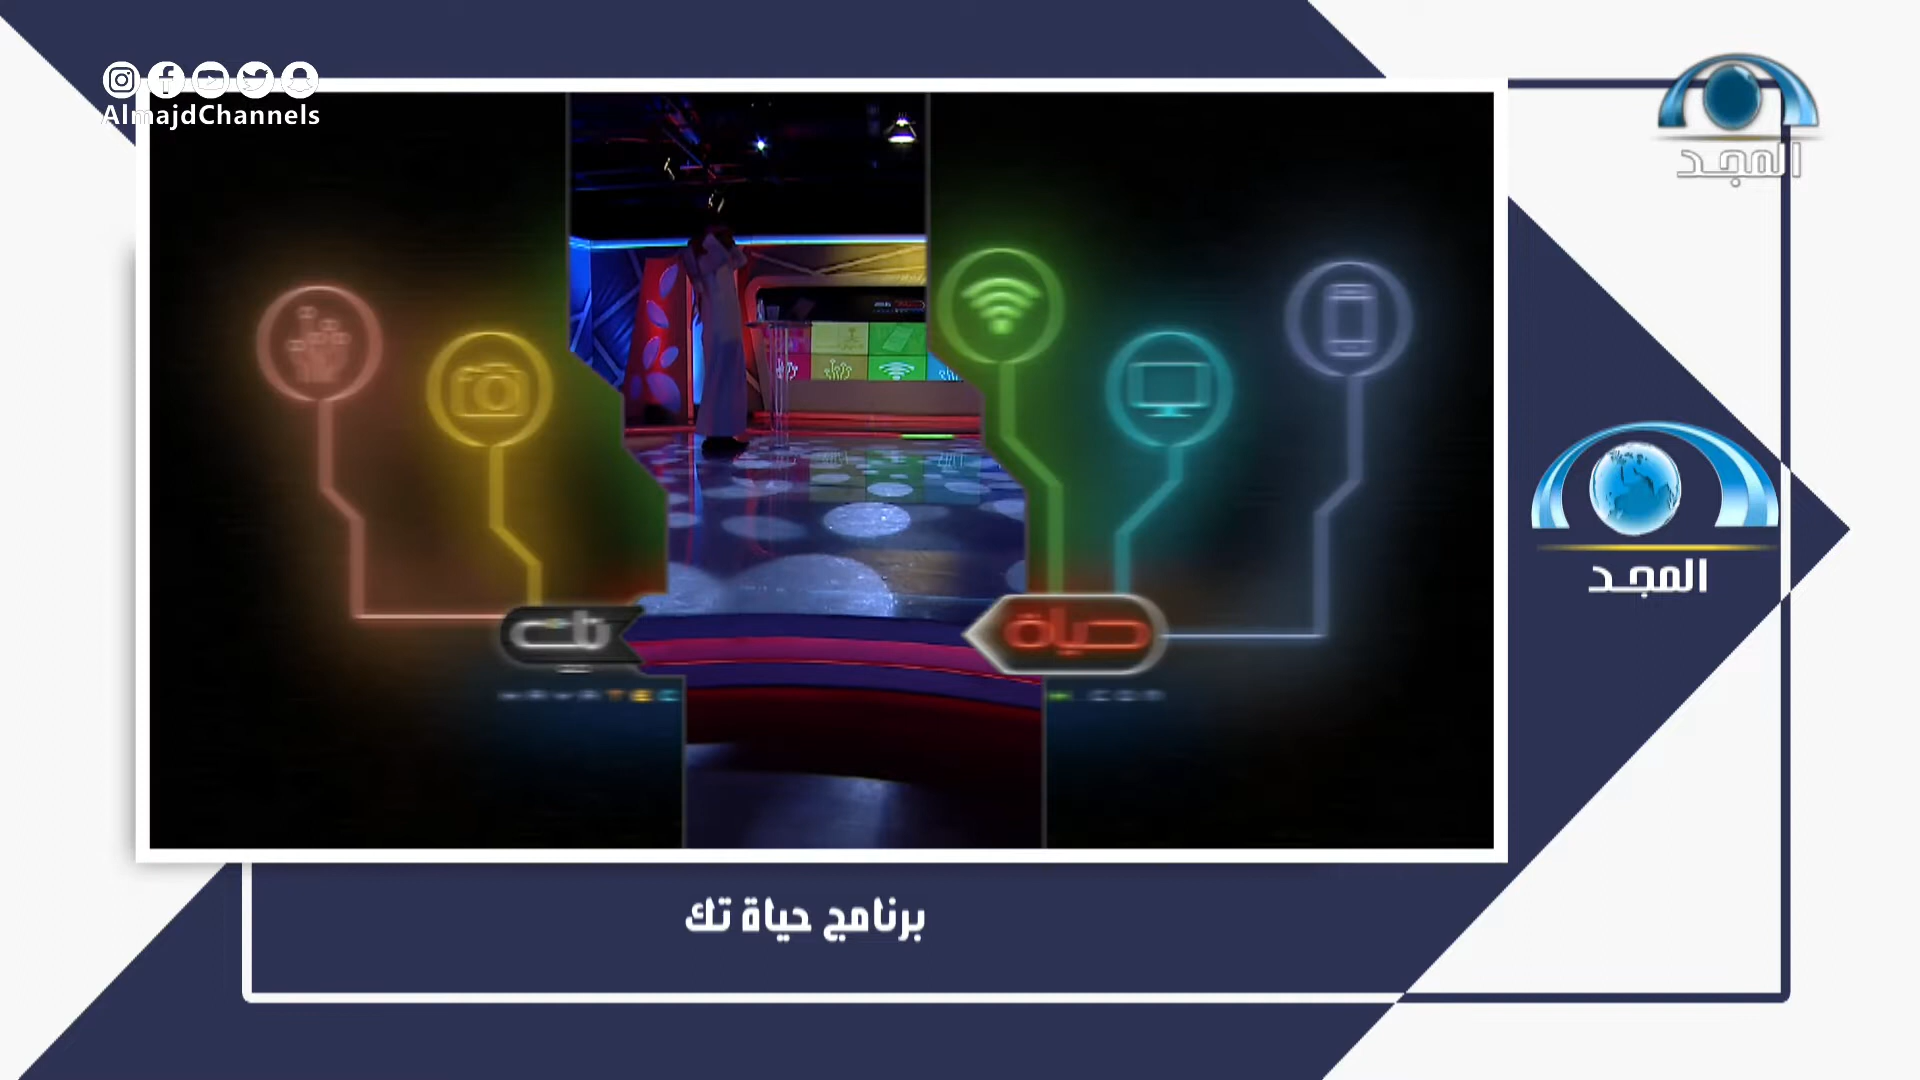 AlmajdChannels
المجد
المجد
حياة تك
برنامج حياة تك